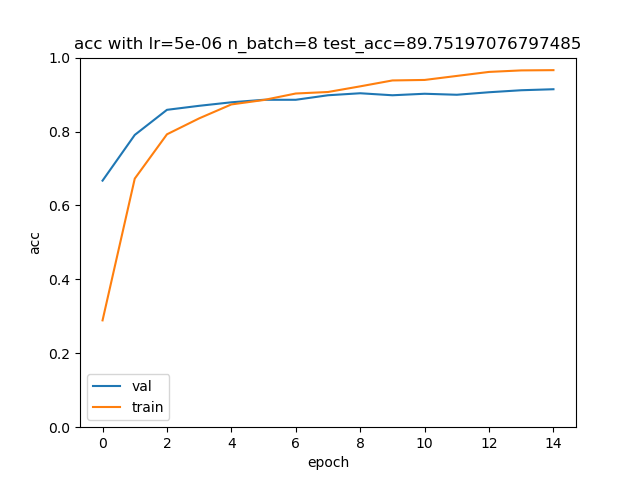 acc with lr=5e-06 n_batch=8 test_acc=89.75197076797485
1.0
0.8
0.6
0.4
0.2
0.0
acc
val
train
0 2 4 6 8 10 12 14
epoch